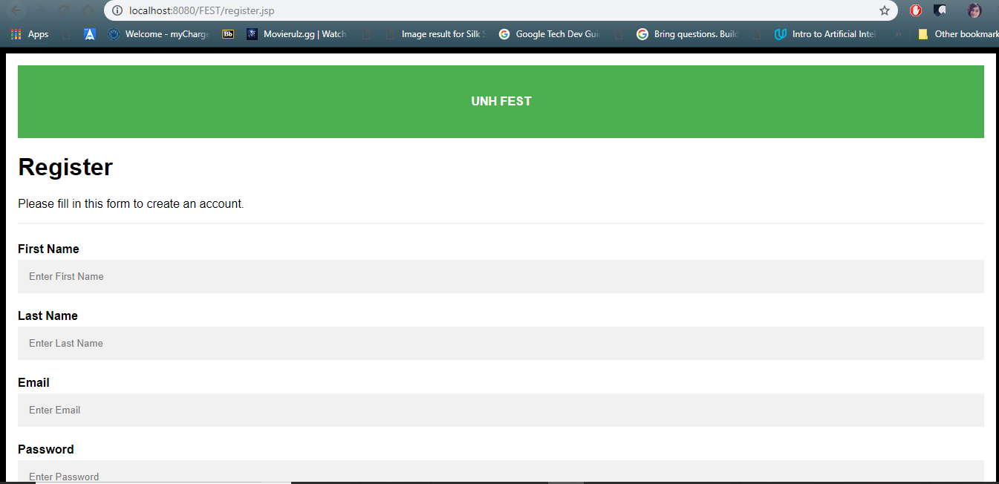 localhost:8080/FEST/register.jsp
Apps Welcome - myCharge Bb Movierulz.gg | Watch Image result for Silk S Google Tech Dev Gui Bring questions. Build Intro to Artificial Intel » Other bookmark
UNH FEST
Register
Please fill in this form to create an account.
First Name
Enter First Name
Last Name
Enter Last Name
Email
Enter Email
Password
Enter Password